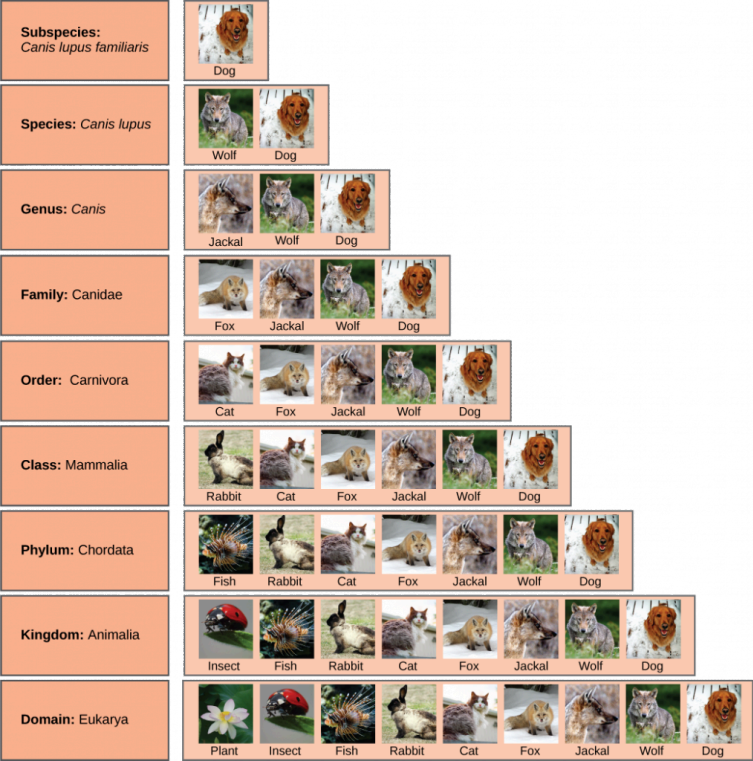 Subspecies:
Canis lupus familiaris
Dog
Species: Canis lupus
Wolf Dog
Genus: Canis
Jackal Wolf Dog
Family: Canidae
Fox Jackal Wolf Dog
Order: Carnivora
Cat Fox Jackal Wolf Dog
Class: Mammalia
Rabbit Cat Fox Jackal Wolf Dog
Phylum: Chordata
Fish Rabbit Cat Fox Jackal Wolf Dog
Kingdom: Animalia
Insect Fish Rabbit Cat Fox Jackal Wolf Dog
Domain: Eukarya
Plant Insect Fish Rabbit Cat Fox Jackal Wolf Dog